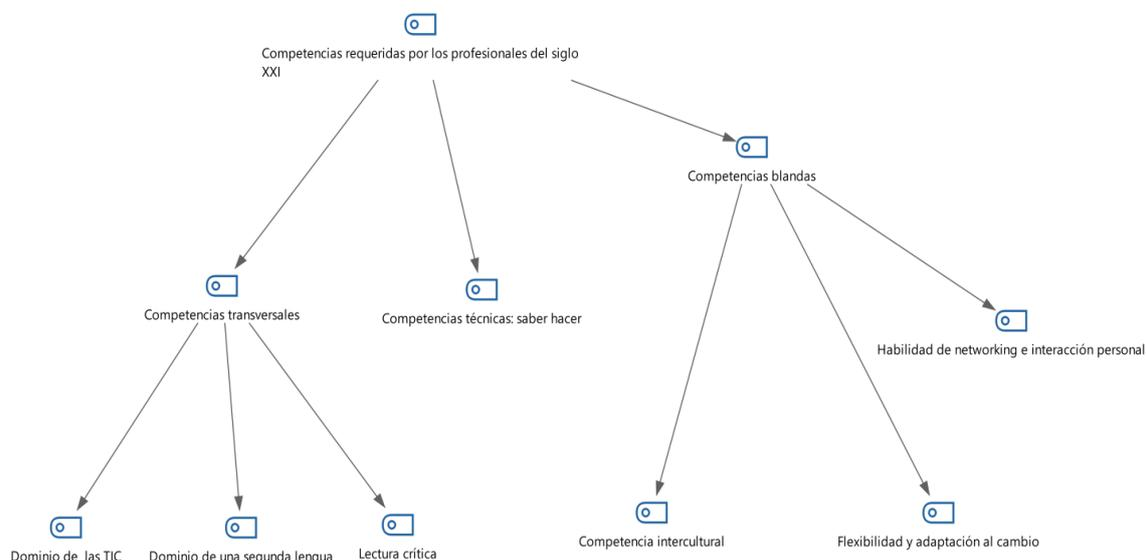 Competencias requeridas por los profesionales del siglo
XXI
Competencias blandas
Competencias transversales
Competencias técnicas: saber hacer
Habilidad de networking e interacción personal
Competencia intercultural
Flexibilidad y adaptación al cambio
Dominio de las TIC
Dominio de una segunda lengua
Lectura crítica